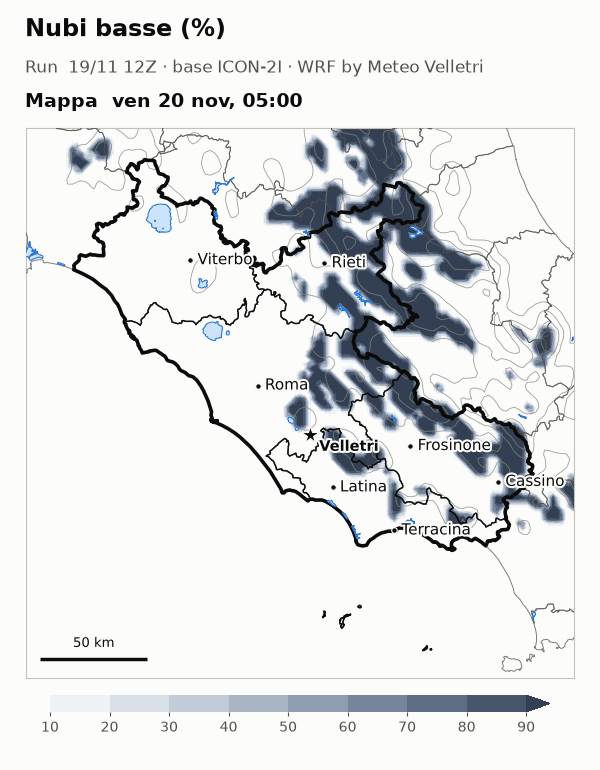 Nubi basse (%)
Run  19/11 12Z · base ICON-2I · WRF by Meteo Velletri
Mappa  ven 20 nov, 05:00
Viterbo
Rieti
Roma
Velletri
Frosinone
Latina
Cassino
Terracina
50 km
10 20 30 40 50 60 70 80 90